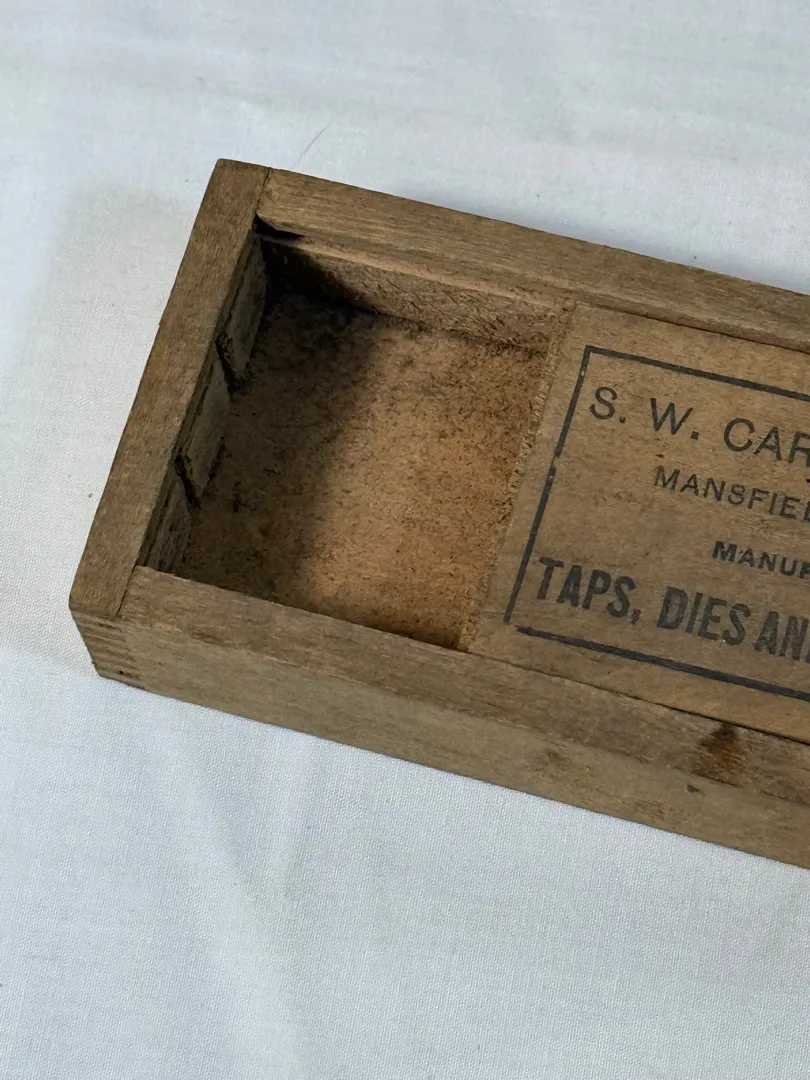 S. W. CAR
MANSFIEL
MANUF
TAPS, DIES AN